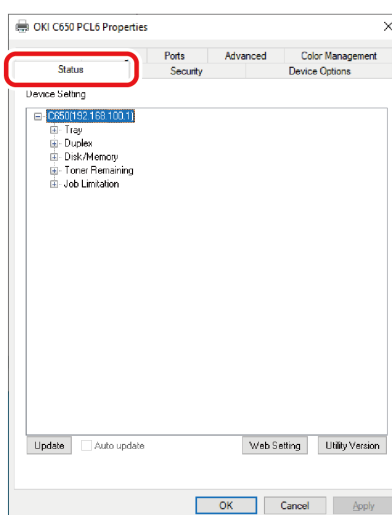 OKI C650 PCL6 Properties
Ports Advanced Color Management
Status Security Device Options
Device Setting
C650(192.168.100.1)
Tray
Duplex
Disk/Memory
Toner Remaining
Job Limitation
Update Auto update Web Setting Utility Version
OK Cancel Apply